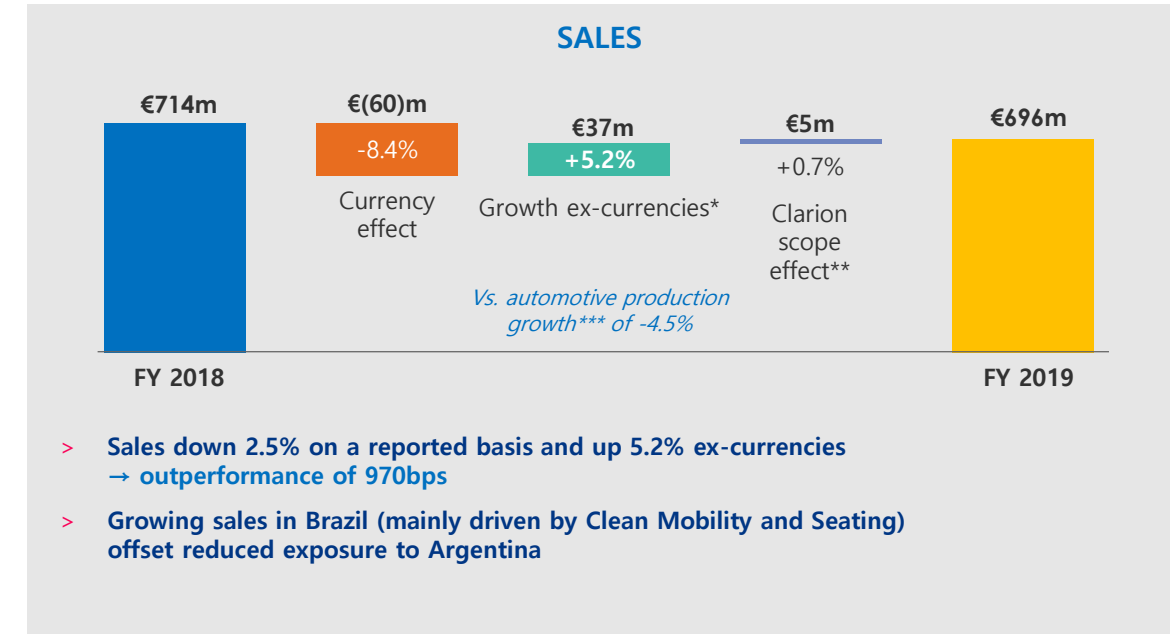 SALES
€714m
€(60)m
€37m
€5m
€696m
-8.4%
+5.2%
+0.7%
Currency
effect
Growth ex-currencies*
Clarion
scope
effect**
Vs. automotive production
growth*** of -4.5%
FY 2018
FY 2019
> Sales down 2.5% on a reported basis and up 5.2% ex-currencies
→ outperformance of 970bps
> Growing sales in Brazil (mainly driven by Clean Mobility and Seating)
offset reduced exposure to Argentina